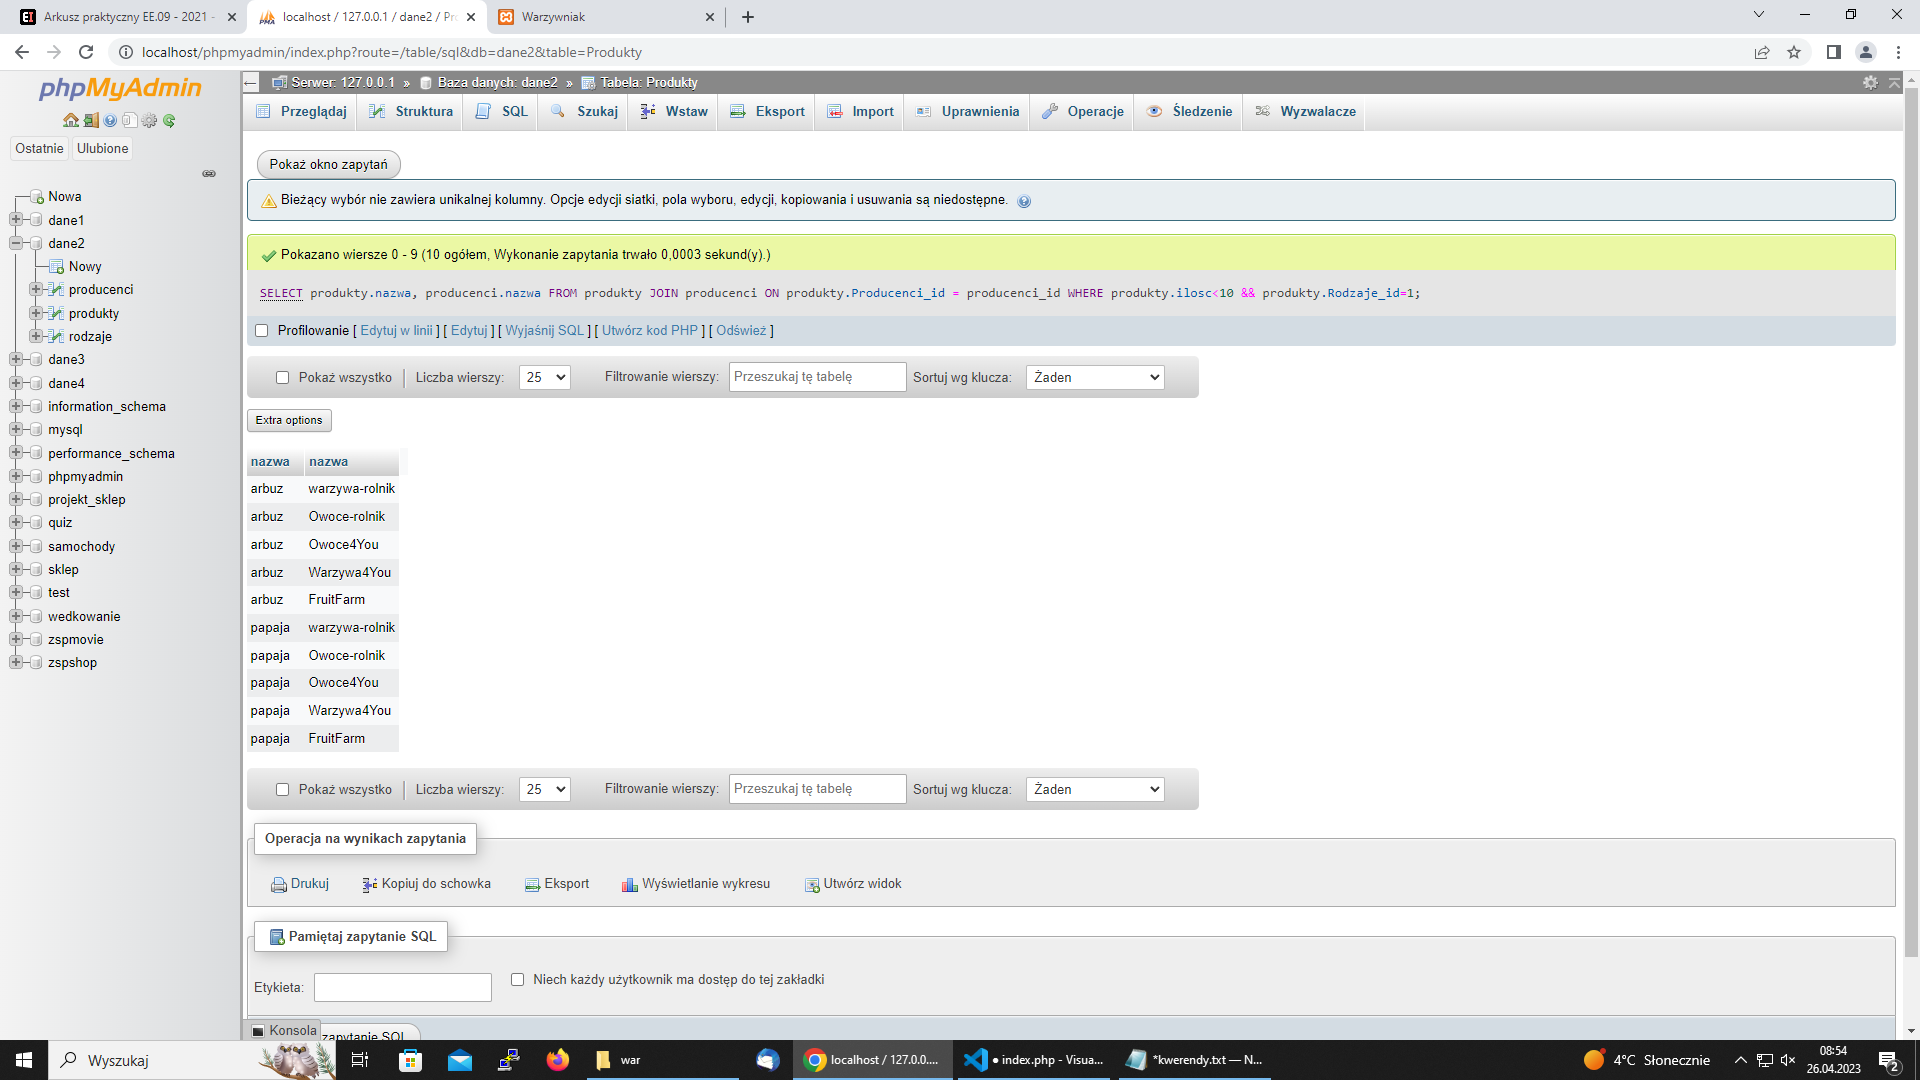 Arkusz praktyczny EE.09 - 2021 -
localhost / 127.0.0.1 / dane2 / Pro
Warzywniak
localhost/phpmyadmin/index.php?route=/table/sql&db=dane2&table=Produkty
phpMyAdmin
Ostatnie
Ulubione
Nowa
dane1
dane2
Nowy
producenci
produkty
rodzaje
dane3
dane4
information_schema
mysql
performance_schema
phpmyadmin
projekt_sklep
quiz
samochody
sklep
test
wedkowanie
zspmovie
zspshop
Serwer: 127.0.0.1 » Baza danych: dane2 » Tabela: Produkty
Przeglądaj Struktura SQL Szukaj Wstaw Eksport Import Uprawnienia Operacje Śledzenie Wyzwalacze
Pokaż okno zapytań
Bieżący wybór nie zawiera unikalnej kolumny. Opcje edycji siatki, pola wyboru, edycji, kopiowania i usuwania są niedostępne.
Pokazano wiersze 0 - 9 (10 ogółem, Wykonanie zapytania trwało 0,0003 sekund(y).)
SELECT produkty.nazwa, producenci.nazwa FROM produkty JOIN producenci ON produkty.Producenci_id = producenci_id WHERE produkty.ilosc<10 && produkty.Rodzaje_id=1;
Profilowanie [ Edytuj w linii ] [ Edytuj ] [ Wyjaśnij SQL ] [ Utwórz kod PHP ] [ Odśwież ]
Pokaż wszystko Liczba wierszy: 25 Filtrowanie wierszy: Przeszukaj tę tabelę Sortuj wg klucza: Żaden
Extra options
nazwa nazwa
arbuz warzywa-rolnik
arbuz Owoce-rolnik
arbuz Owoce4You
arbuz Warzywa4You
arbuz FruitFarm
papaja warzywa-rolnik
papaja Owoce-rolnik
papaja Owoce4You
papaja Warzywa4You
papaja FruitFarm
Pokaż wszystko Liczba wierszy: 25 Filtrowanie wierszy: Przeszukaj tę tabelę Sortuj wg klucza: Żaden
Operacja na wynikach zapytania
Drukuj Kopiuj do schowka Eksport Wyświetlanie wykresu Utwórz widok
Pamiętaj zapytanie SQL
Etykieta: Niech każdy użytkownik ma dostęp do tej zakładki
Konsola zapytanie SQL
Wyszukaj
war
localhost / 127.0.0....
● index.php - Visua...
*kwerendy.txt — N...
4°C Słonecznie
08:54
26.04.2023
2